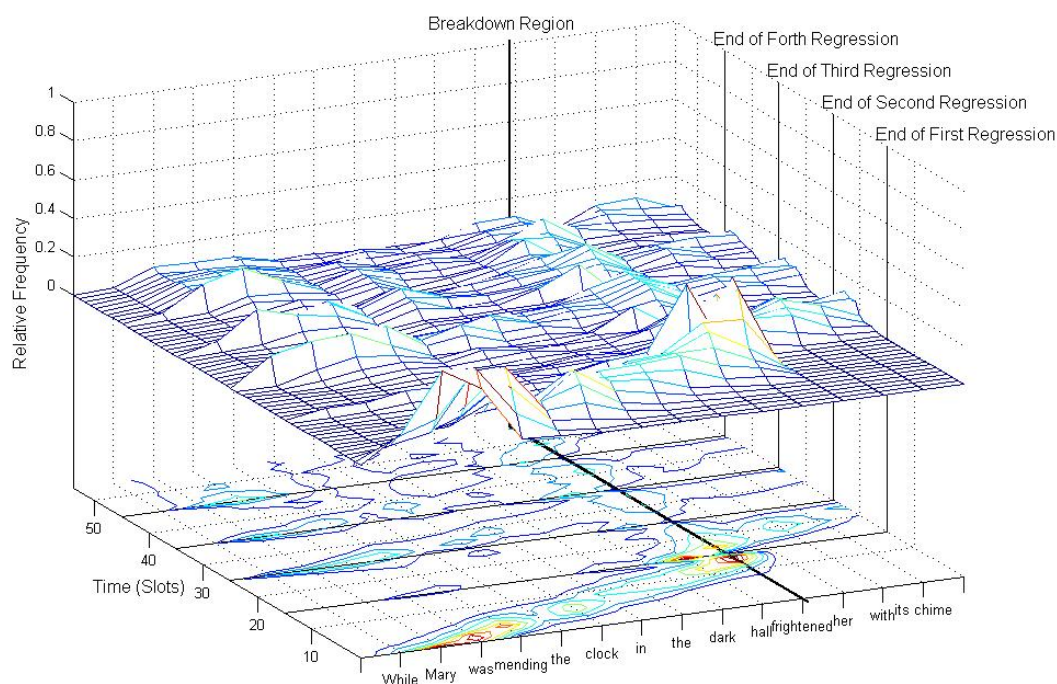 Breakdown Region
End of Forth Regression
End of Third Regression
End of Second Regression
End of First Regression
1
0.8
0.6
0.4
0.2
0
Relative Frequency
50
40
30
20
10
Time (Slots)
While Mary was mending the clock in the dark hall frightened her with its chime